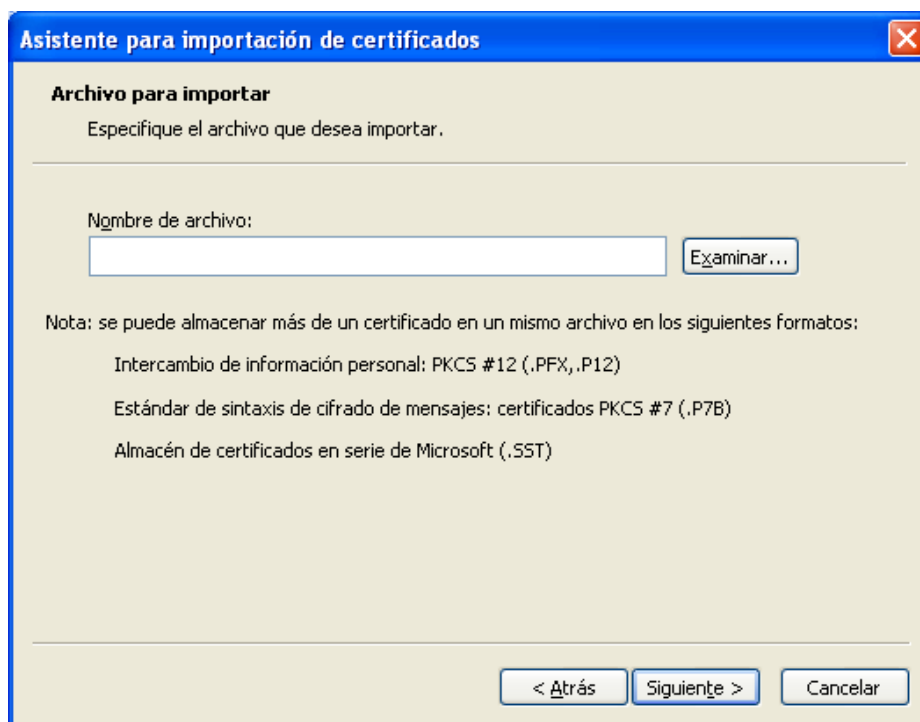 Asistente para importación de certificados
Archivo para importar
Especifique el archivo que desea importar.
Nombre de archivo:
Examinar...
Nota: se puede almacenar más de un certificado en un mismo archivo en los siguientes formatos:
Intercambio de información personal: PKCS #12 (.PFX,.P12)
Estándar de sintaxis de cifrado de mensajes: certificados PKCS #7 (.P7B)
Almacén de certificados en serie de Microsoft (.SST)
< Atrás Siguiente > Cancelar